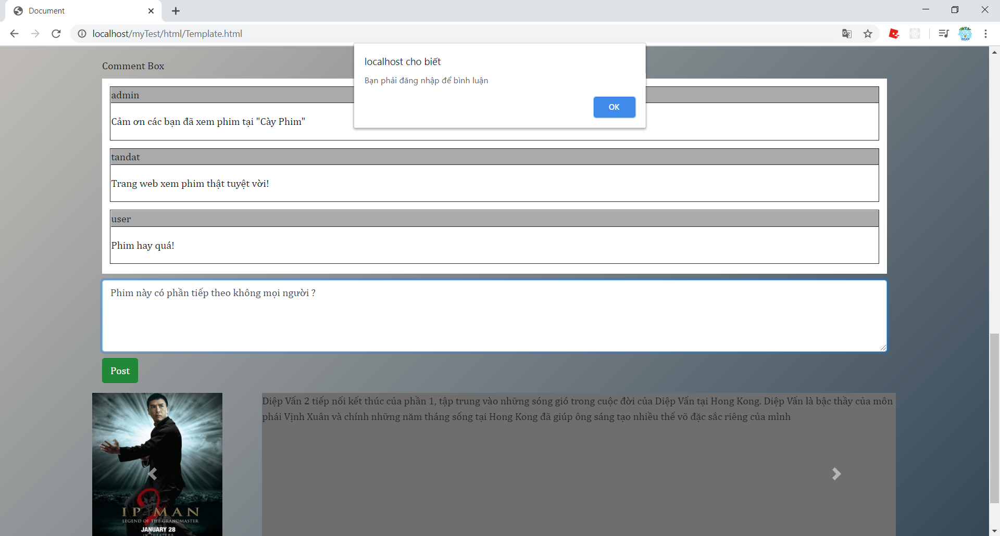 Document
localhost/myTest/html/Template.html
localhost cho biết
Bạn phải đăng nhập để bình luận
OK
Comment Box
admin
Cảm ơn các bạn đã xem phim tại "Cày Phim"
tandat
Trang web xem phim thật tuyệt vời!
user
Phim hay quá!
Phim này có phần tiếp theo không mọi người ?
Post
2
IP MAN
LEGEND OF THE GRANDMASTER
JANUARY 28
IN THEATERS
Diệp Vấn 2 tiếp nối kết thúc của phần 1, tập trung vào những sóng gió trong cuộc đời của Diệp Vấn tại Hong Kong. Diệp Vấn là bậc thầy của môn
phái Vịnh Xuân và chính những năm tháng sống tại Hong Kong đã giúp ông sáng tạo nhiều thế võ đặc sắc riêng của mình